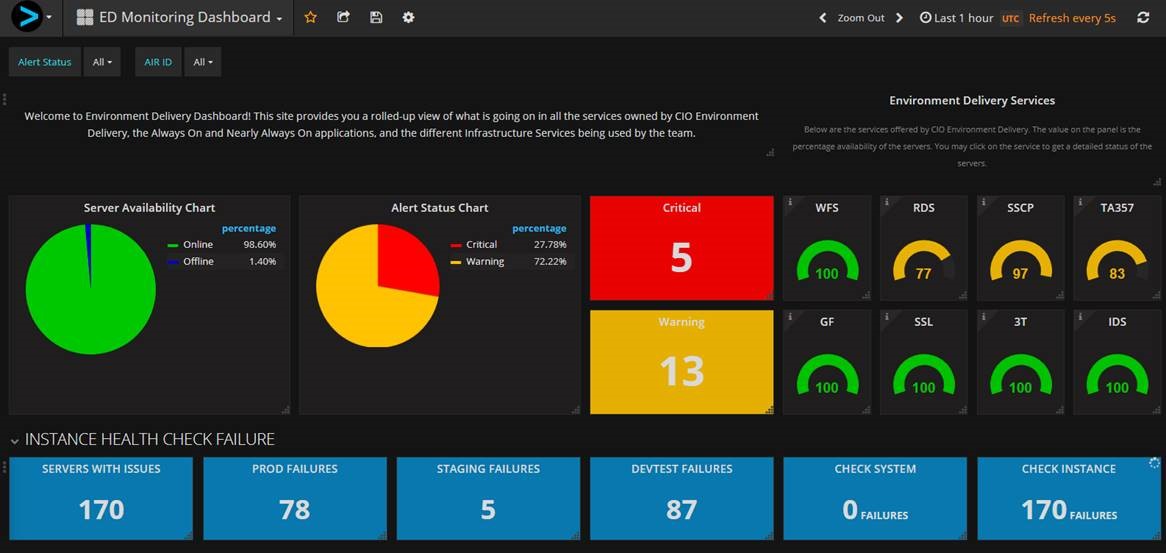 ED Monitoring Dashboard
Zoom Out
Last 1 hour UTC Refresh every 5s
Alert Status All AIR ID All
Welcome to Environment Delivery Dashboard! This site provides you a rolled-up view of what is going on in all the services owned by CIO Environment
Delivery, the Always On and Nearly Always On applications, and the different Infrastructure Services being used by the team.
Environment Delivery Services
Below are the services offered by CIO Environment Delivery. The value on the panel is the
percentage availability of the servers. You may click on the service to get a detailed status of the
servers.
Server Availability Chart
percentage
Online 98.60%
Offline 1.40%
Alert Status Chart
percentage
Critical 27.78%
Warning 72.22%
Critical
5
Warning
13
WFS
100
RDS
77
SSCP
97
TA357
83
GF
100
SSL
100
3T
100
IDS
100
INSTANCE HEALTH CHECK FAILURE
SERVERS WITH ISSUES
170
PROD FAILURES
78
STAGING FAILURES
5
DEVTEST FAILURES
87
CHECK SYSTEM
0 FAILURES
CHECK INSTANCE
170 FAILURES